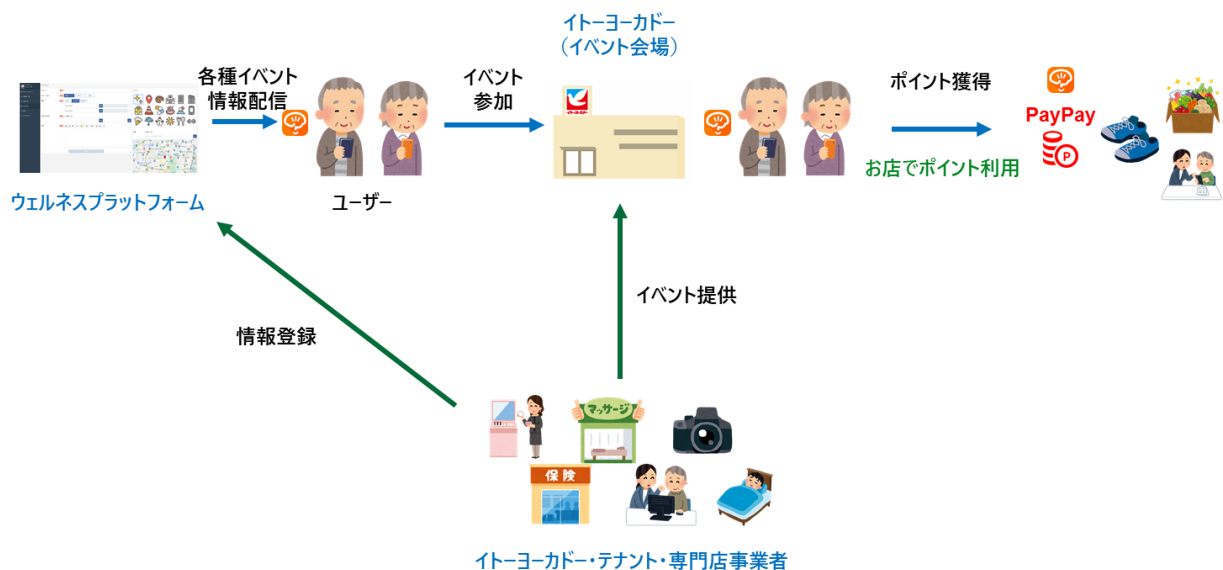 イトーヨーカドー
（イベント会場）
各種イベント
情報配信
イベント
参加
ポイント獲得
PayPay
P
お店でポイント利用
ウェルネスプラットフォーム
ユーザー
イベント提供
情報登録
マッサージ
保険
イトーヨーカドー・テナント・専門店事業者